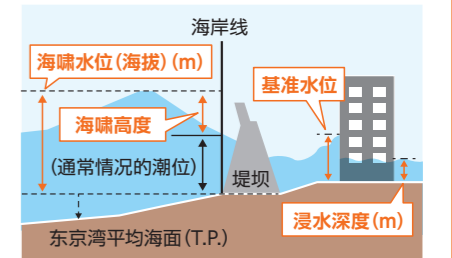 海岸线
海啸水位(海拔)(m)
基准水位
海啸高度
(通常情况的潮位)
堤坝
浸水深度(m)
东京湾平均海面(T.P.)